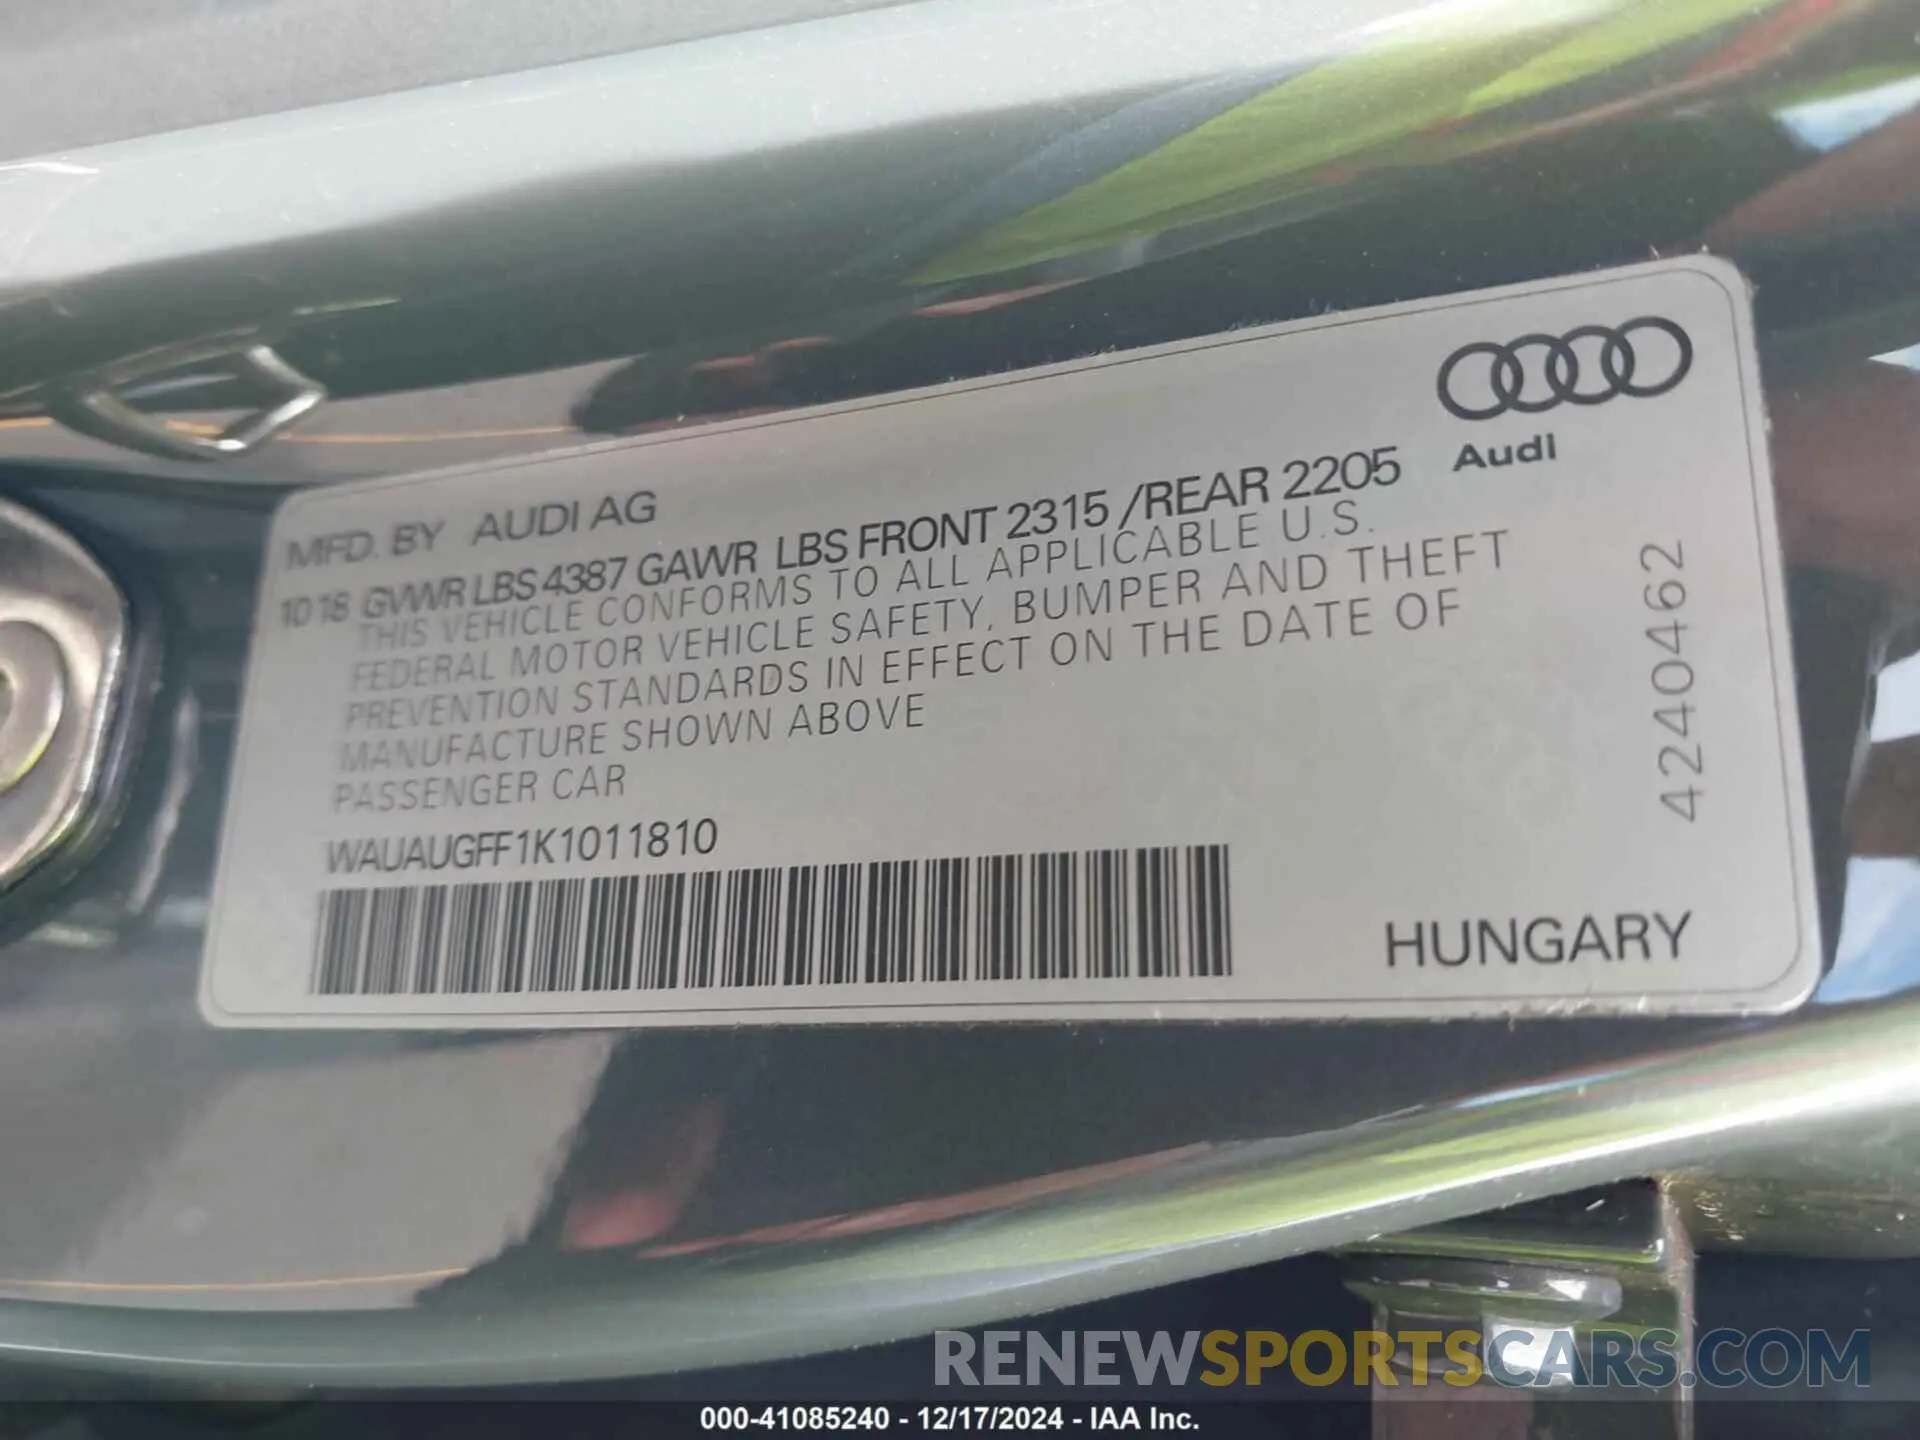 Audi
MFD. BY AUDI AG
10 18 GVWR LBS 4387 GAWR LBS FRONT 2315 /REAR 2205
THIS VEHICLE CONFORMS TO ALL APPLICABLE U.S.
FEDERAL MOTOR VEHICLE SAFETY, BUMPER AND THEFT
PREVENTION STANDARDS IN EFFECT ON THE DATE OF
MANUFACTURE SHOWN ABOVE
PASSENGER CAR
WAUAUGFF1K1011810
HUNGARY
4240462
RENEWSPORTSCARS.COM
000-41085240 - 12/17/2024 - IAA Inc.